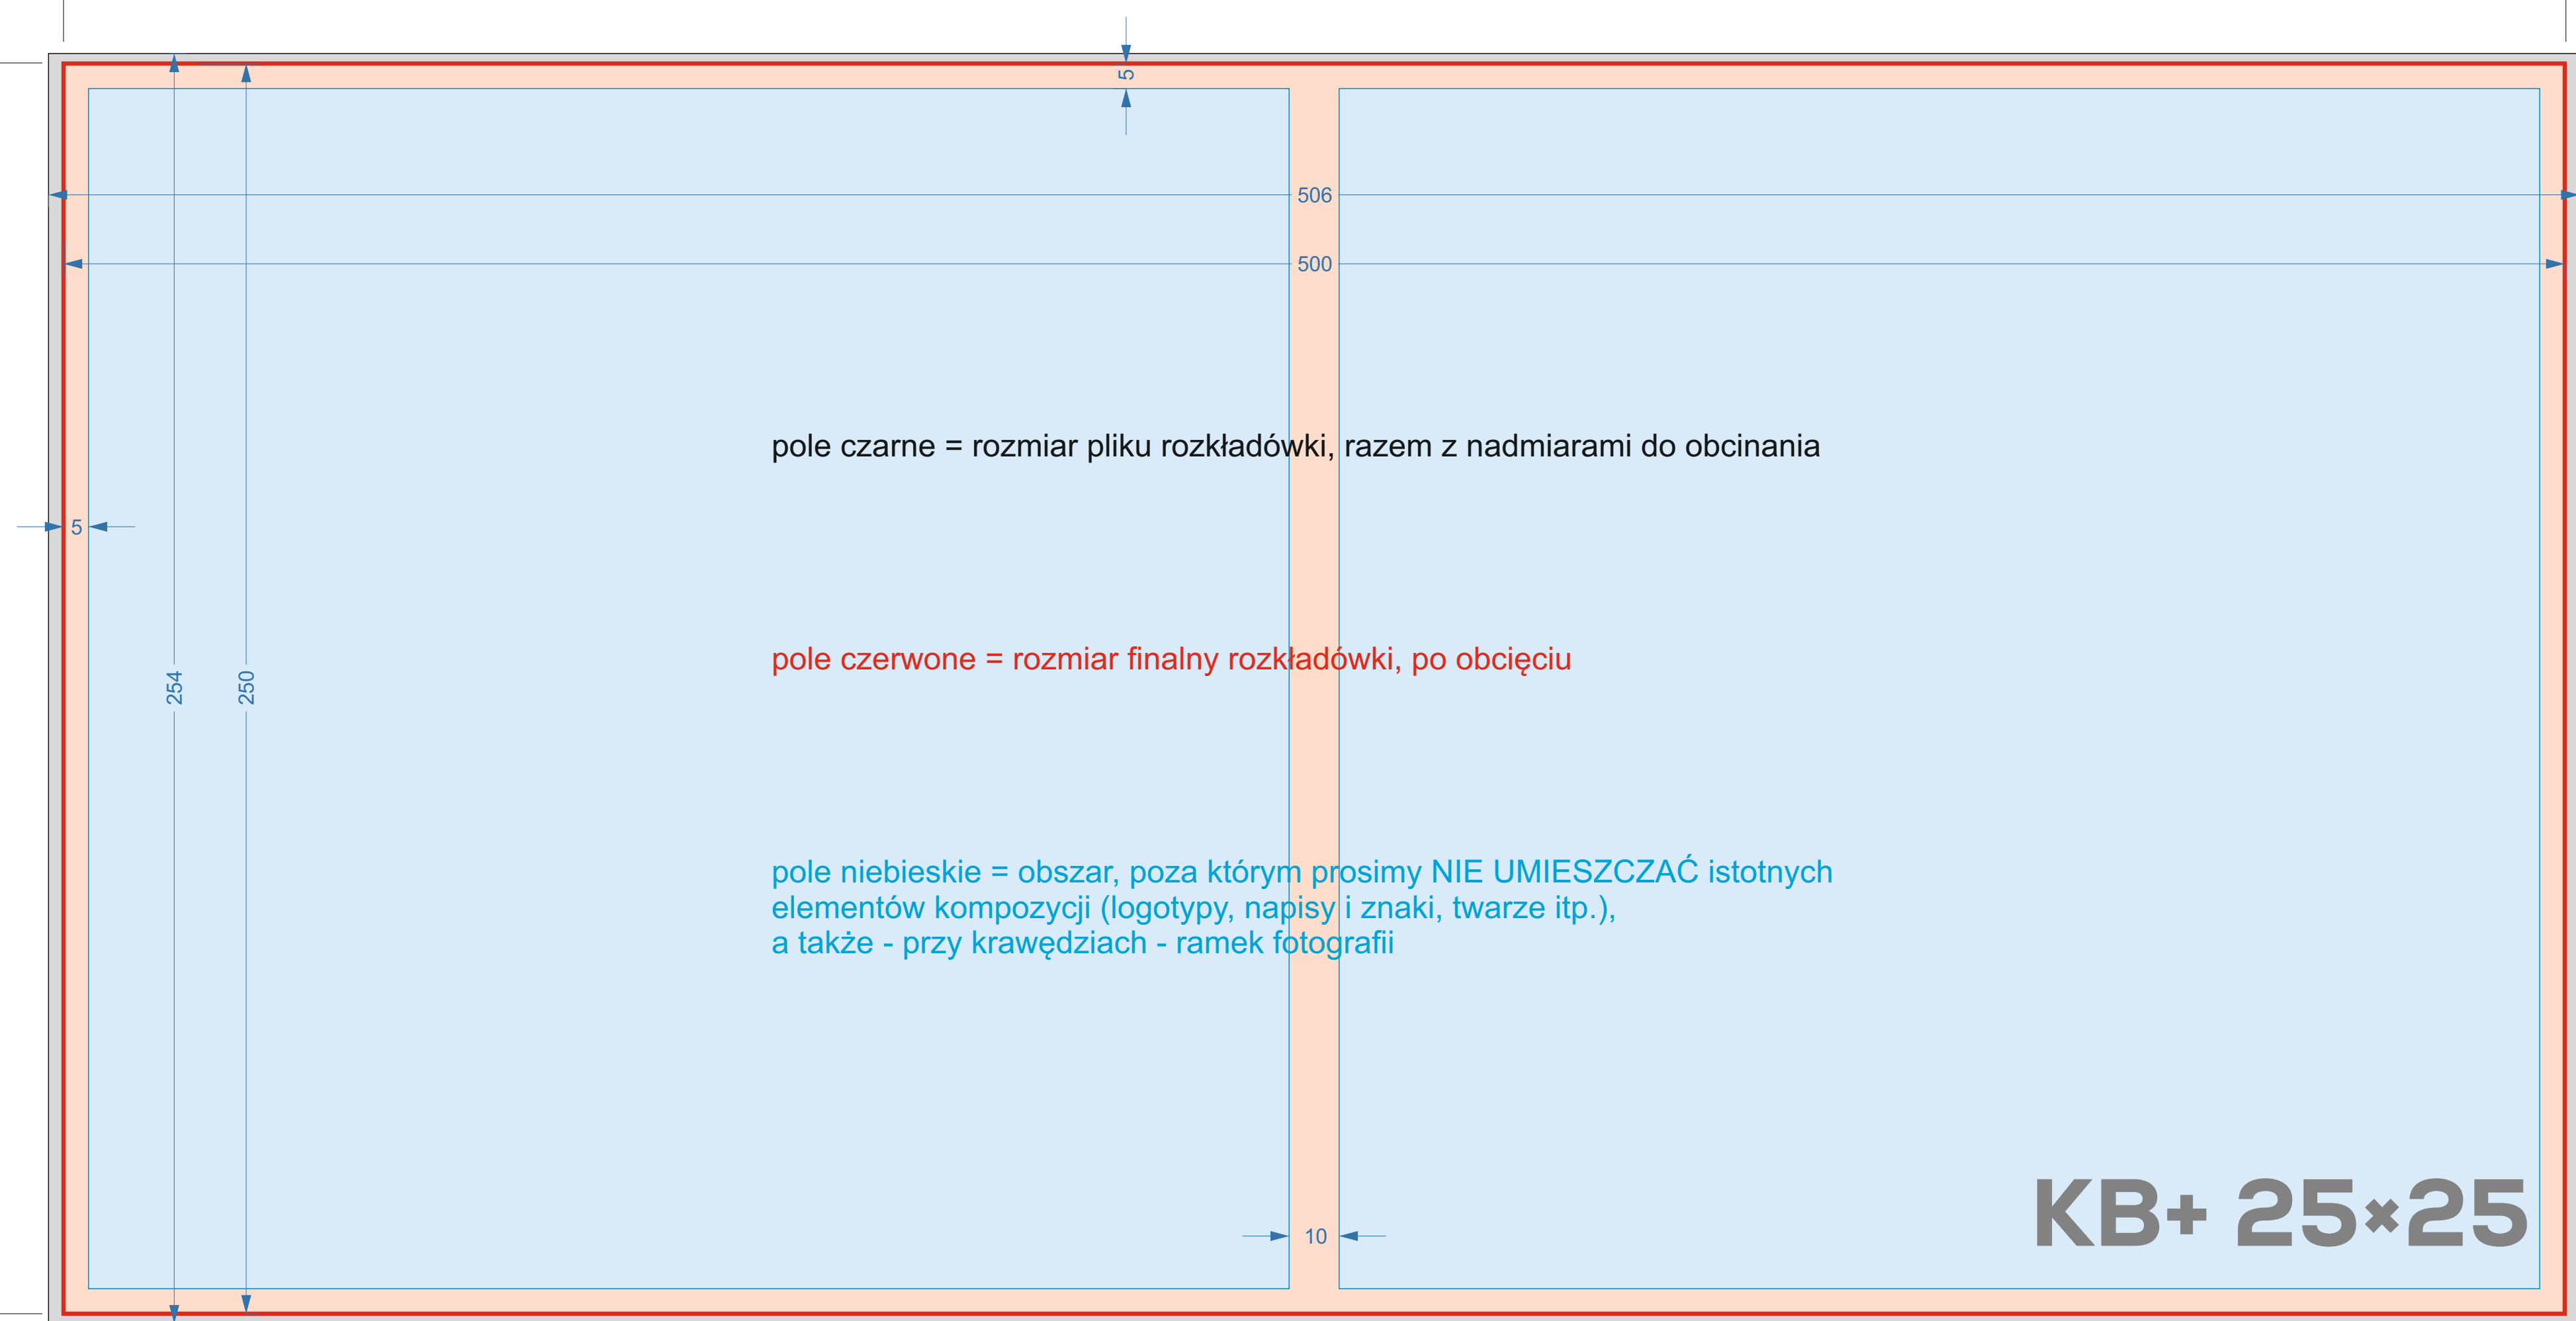 5
506
500
pole czarne = rozmiar pliku rozkładówki, razem z nadmiarami do obcinania
5
pole czerwone = rozmiar finalny rozkładówki, po obcięciu
254
250
pole niebieskie = obszar, poza którym prosimy NIE UMIESZCZAĆ istotnych
elementów kompozycji (logotypy, napisy i znaki, twarze itp.),
a także - przy krawędziach - ramek fotografii
10
KB+ 25×25